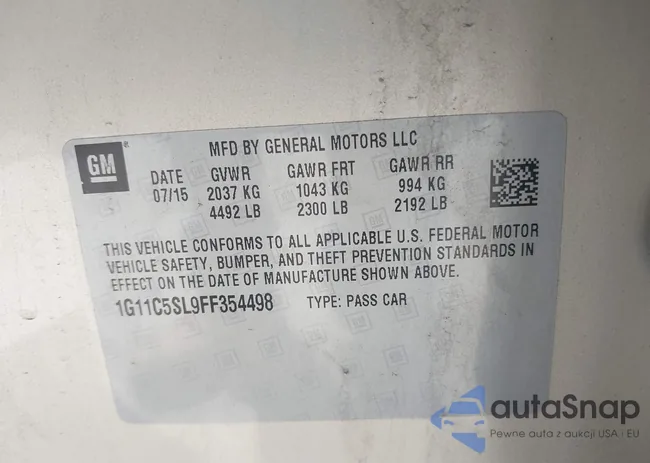 GM
MFD BY GENERAL MOTORS LLC
DATE GVWR GAWR FRT GAWR RR
07/15 2037 KG 1043 KG 994 KG
4492 LB 2300 LB 2192 LB
THIS VEHICLE CONFORMS TO ALL APPLICABLE U.S. FEDERAL MOTOR
VEHICLE SAFETY, BUMPER, AND THEFT PREVENTION STANDARDS IN
EFFECT ON THE DATE OF MANUFACTURE SHOWN ABOVE.
1G11C5SL9FF354498 TYPE: PASS CAR
autaSnap
Pewne auta z aukcji USA · EU